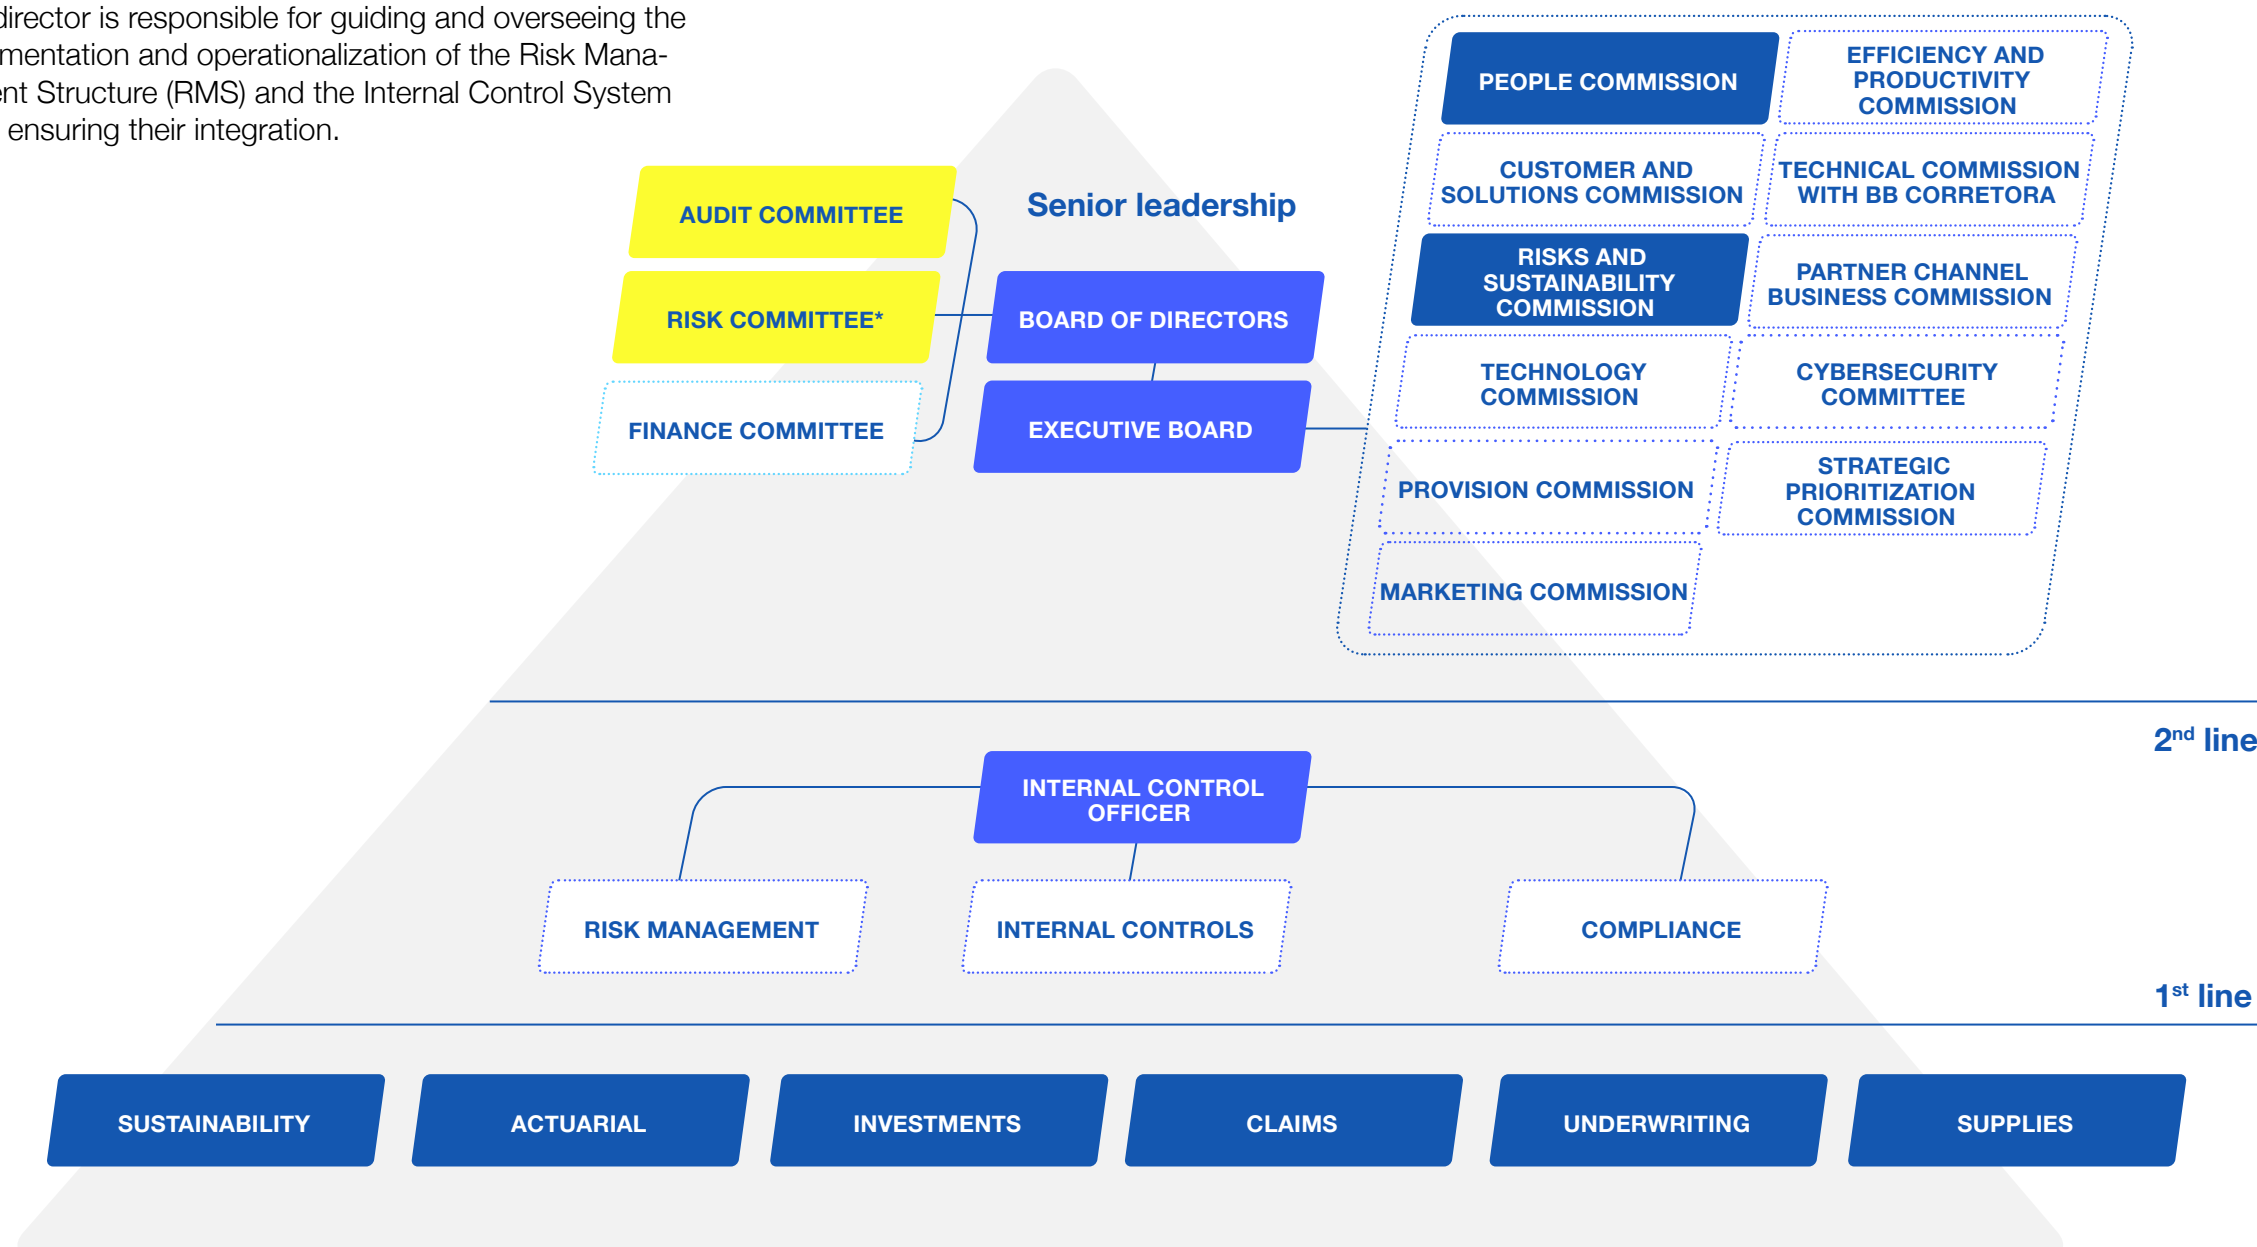 director is responsible for guiding and overseeing the
mentation and operationalization of the Risk Mana-
ent Structure (RMS) and the Internal Control System
ensuring their integration.
AUDIT COMMITTEE
RISK COMMITTEE*
FINANCE COMMITTEE
Senior leadership
BOARD OF DIRECTORS
EXECUTIVE BOARD
PEOPLE COMMISSION
EFFICIENCY AND
PRODUCTIVITY
COMMISSION
CUSTOMER AND
SOLUTIONS COMMISSION
TECHNICAL COMMISSION
WITH BB CORRETORA
RISKS AND
SUSTAINABILITY
COMMISSION
PARTNER CHANNEL
BUSINESS COMMISSION
TECHNOLOGY
COMMISSION
CYBERSECURITY
COMMITTEE
PROVISION COMMISSION
STRATEGIC
PRIORITIZATION
COMMISSION
MARKETING COMMISSION
2nd line
INTERNAL CONTROL
OFFICER
RISK MANAGEMENT
INTERNAL CONTROLS
COMPLIANCE
1st line
SUSTAINABILITY
ACTUARIAL
INVESTMENTS
CLAIMS
UNDERWRITING
SUPPLIES